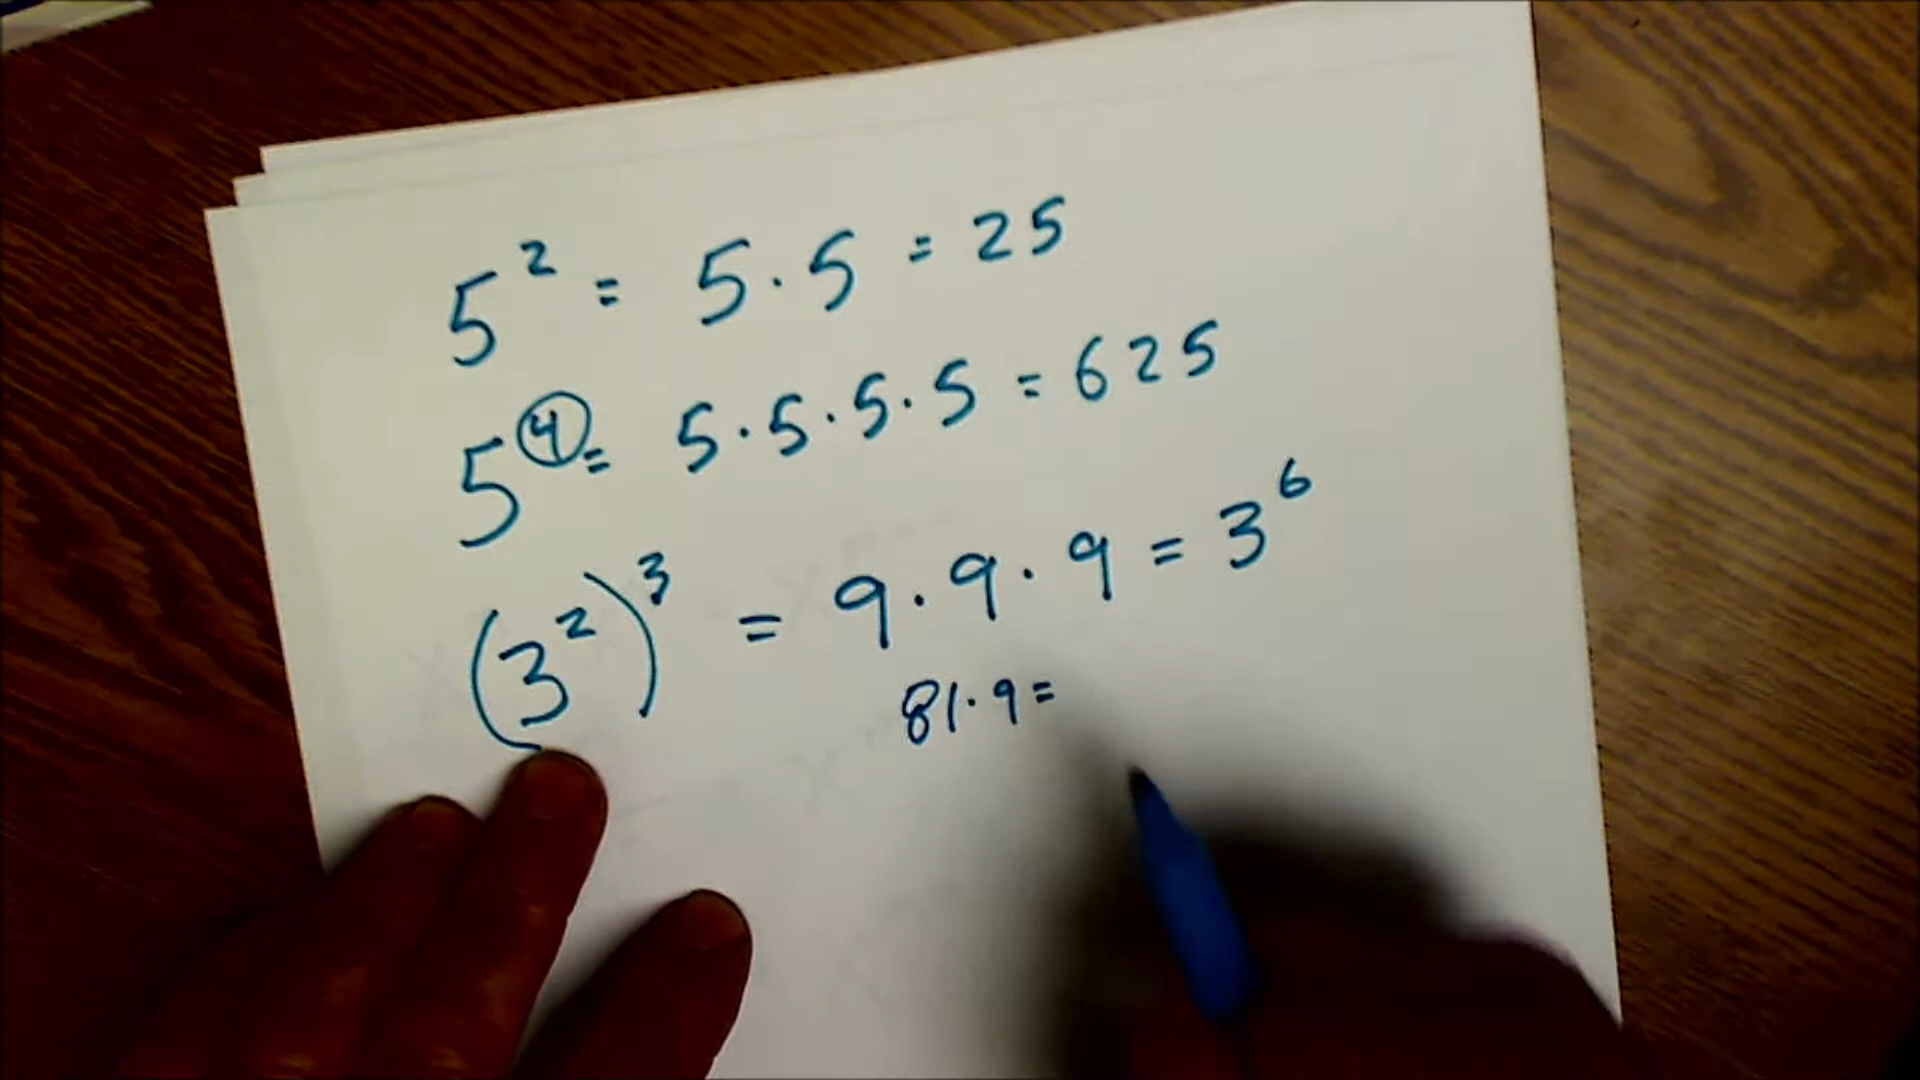 5² = 5 · 5 = 25
5⁴ = 5 · 5 · 5 · 5 = 625
(3²)³ = 9 · 9 · 9 = 3⁶
81 · 9 =